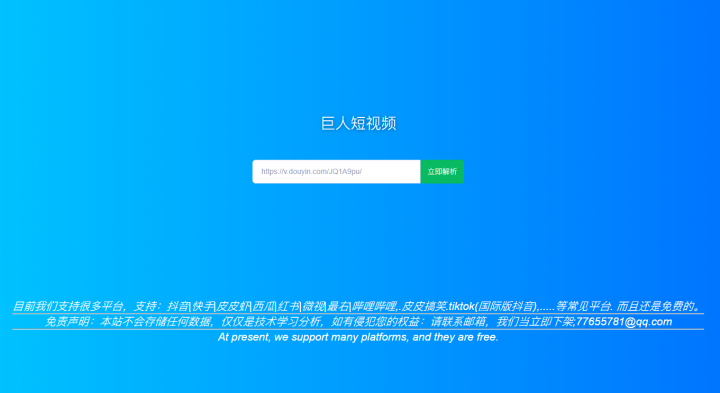 巨人短视频
https://v.douyin.com/JQ1A9pu/ 立即解析
目前我们支持很多平台，支持：抖音\快手\皮皮虾\西瓜\红书\微视\最右\哔哩哔哩,.皮皮搞笑.tiktok(国际版抖音),.....等常见平台. 而且还是免费的。
免责声明：本站不会存储任何数据，仅仅是技术学习分析，如有侵犯您的权益：请联系邮箱，我们当立即下架;77655781@qq.com
At present, we support many platforms, and they are free.